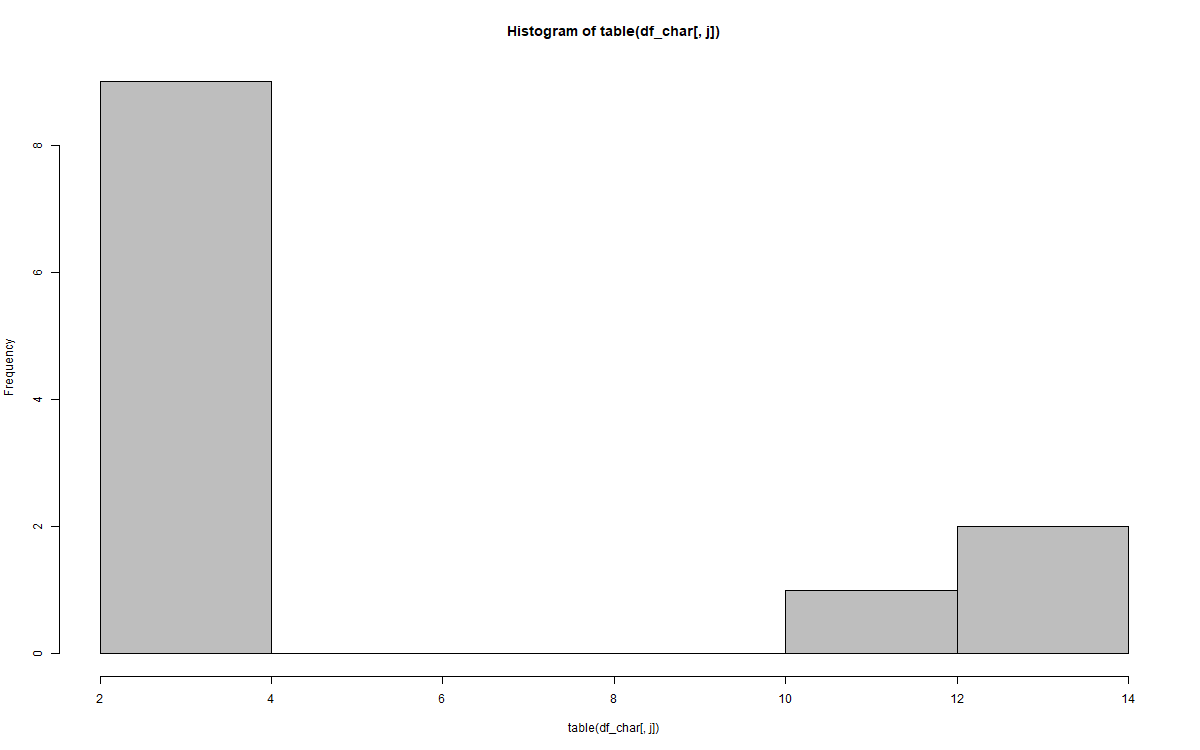 Histogram of table(df_char[, j])
8
6
4
2
0
Frequency
2 4 6 8 10 12 14
table(df_char[, j])